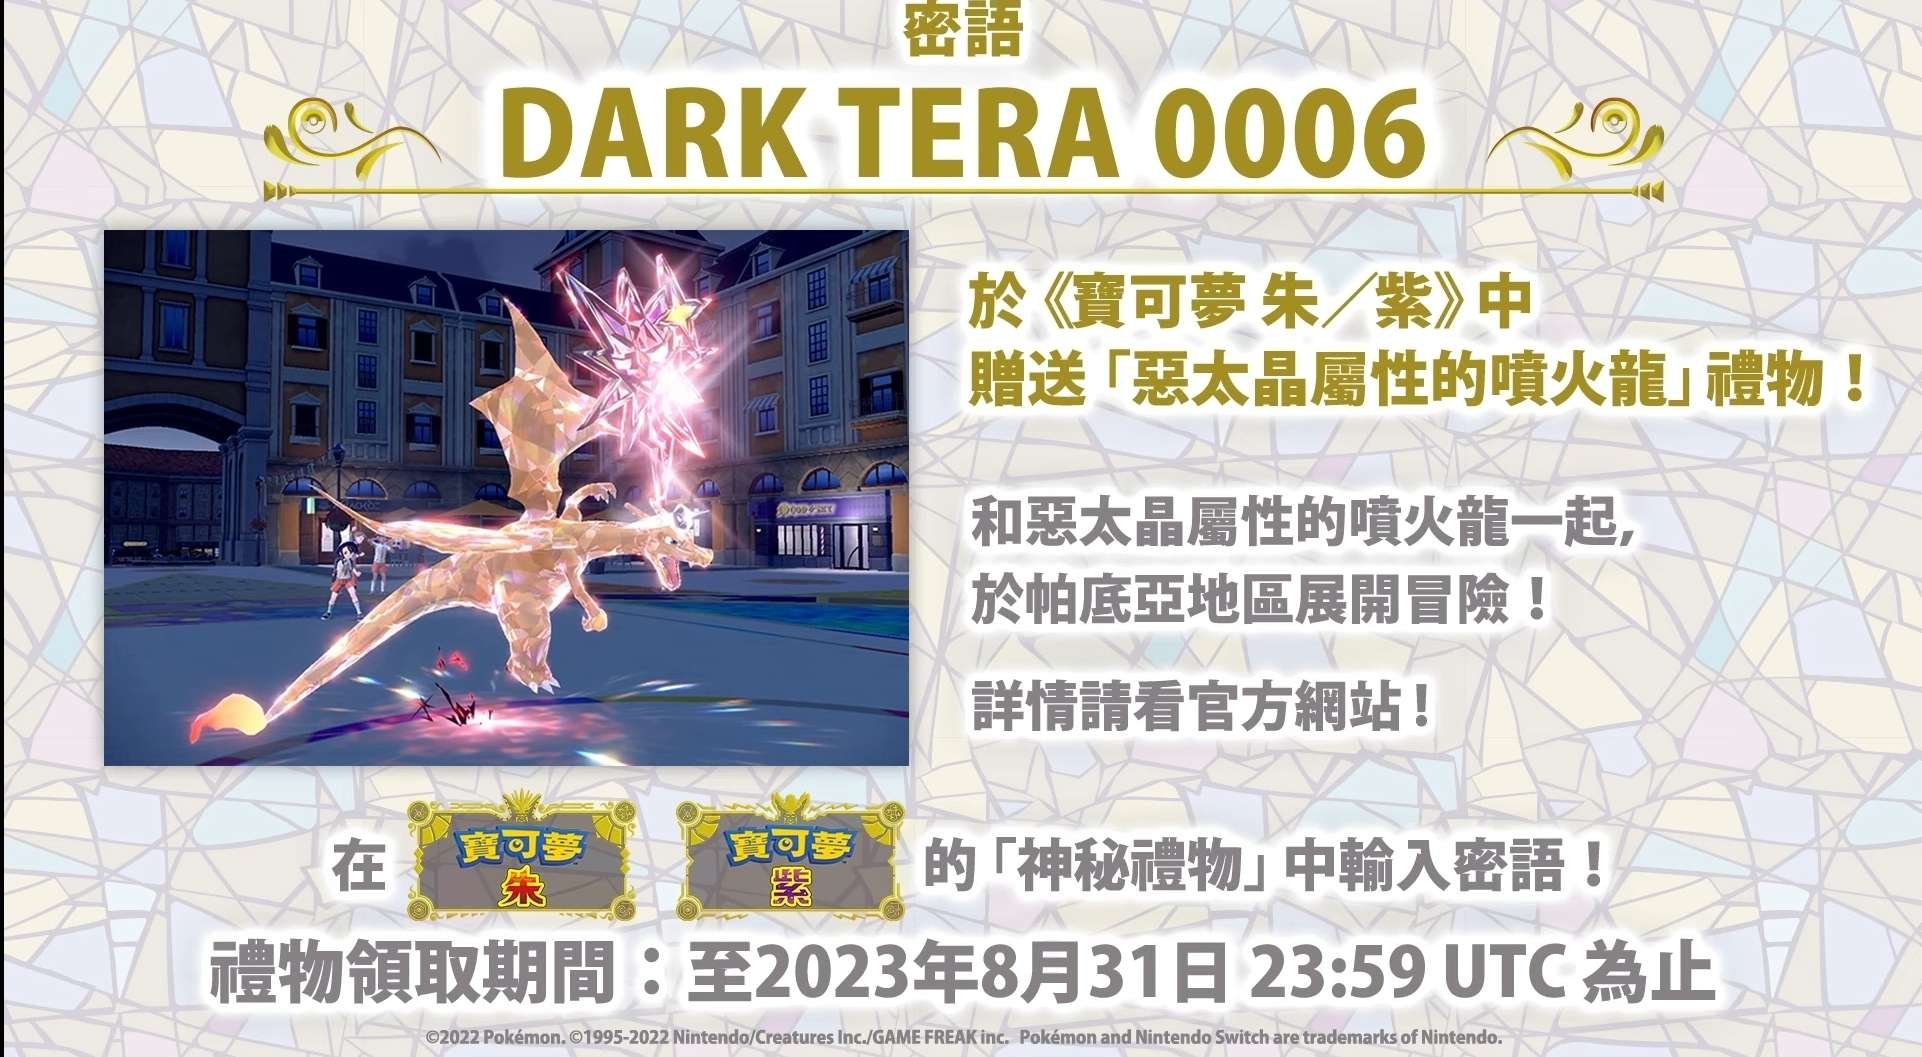 密語
DARK TERA 0006
於《寶可夢 朱／紫》中
贈送「惡太晶屬性的噴火龍」禮物！
和惡太晶屬性的噴火龍一起,
於帕底亞地區展開冒險！
詳情請看官方網站！
在 寶可夢 朱 寶可夢 紫 的「神秘禮物」中輸入密語！
禮物領取期間：至2023年8月31日 23:59 UTC 為止
©2022 Pokémon. ©1995-2022 Nintendo/Creatures Inc./GAME FREAK inc. Pokémon and Nintendo Switch are trademarks of Nintendo.